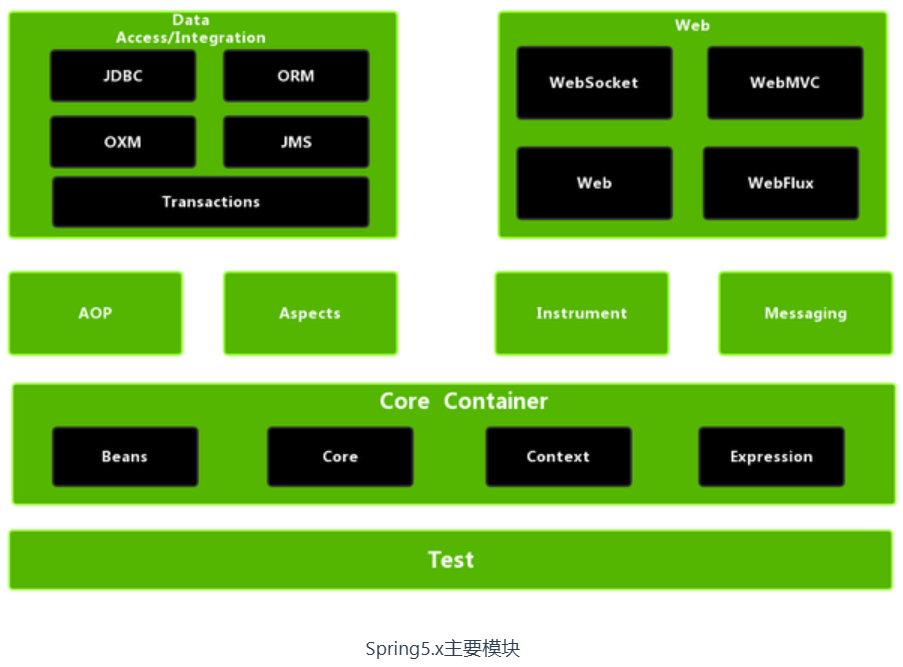 Data
Access/Integration
JDBC
ORM
OXM
JMS
Transactions
Web
WebSocket
WebMVC
Web
WebFlux
AOP
Aspects
Instrument
Messaging
Core Container
Beans
Core
Context
Expression
Test
Spring5.x主要模块